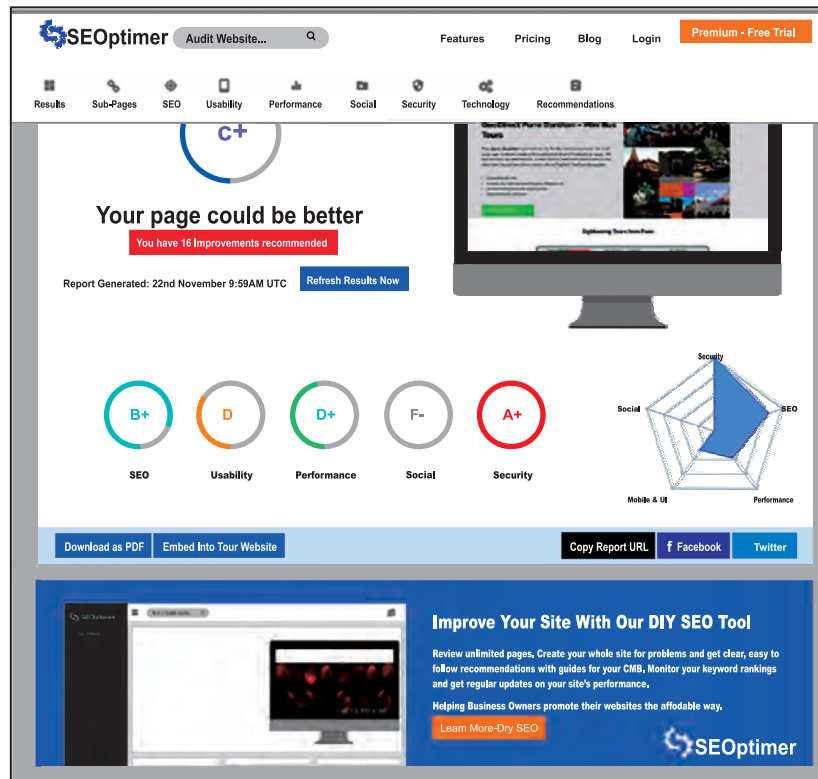 SEOptimer
Audit Website...
Features
Pricing
Blog
Login
Premium - Free Trial
Results
Sub-Pages
SEO
Usability
Performance
Social
Security
Technology
Recommendations
c+
Tours
Your page could be better
You have 16 Improvements recommended
Report Generated: 22nd November 9:59AM UTC
Refresh Results Now
B+
D
D+
F-
A+
SEO
Usability
Performance
Social
Security
Security
Social
SEO
Mobile & UI
Performance
Download as PDF
Embed Into Tour Website
Copy Report URL
f Facebook
Twitter
Improve Your Site With Our DIY SEO Tool
Review unlimited pages, Create your whole site for problems and get clear, easy to
follow recommendations with guides for your CMB, Monitor your keyword rankings
and get regular updates on your site's performance,
Helping Business Owners promote their websites the affodable way.
Leam More-Dry SEO
SEOptimer